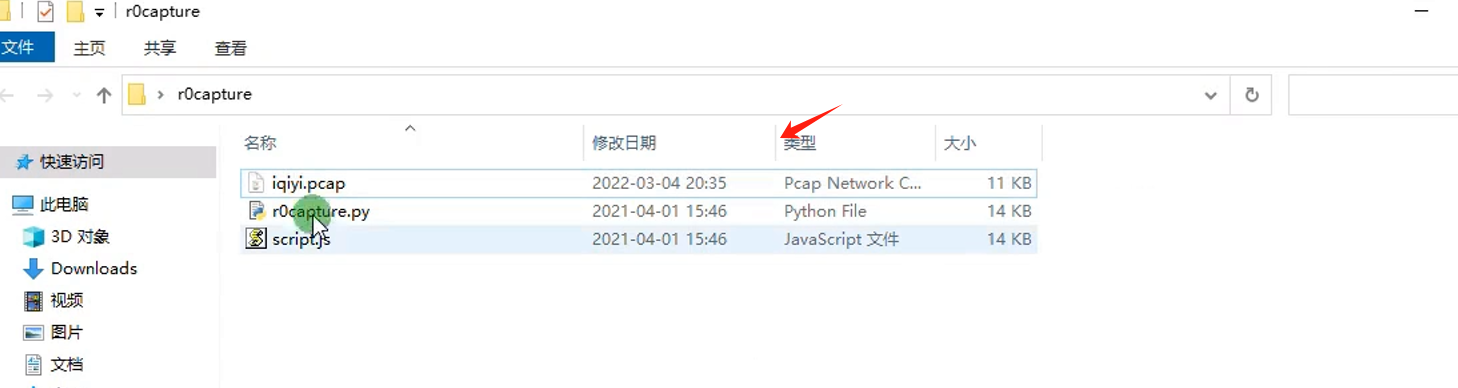 r0capture
文件 主页 共享 查看
r0capture
名称 修改日期 类型 大小
快速访问
iqiyi.pcap 2022-03-04 20:35 Pcap Network C... 11 KB
此电脑
r0capture.py 2021-04-01 15:46 Python File 14 KB
3D 对象
script.js 2021-04-01 15:46 JavaScript 文件 14 KB
Downloads
视频
图片
文档